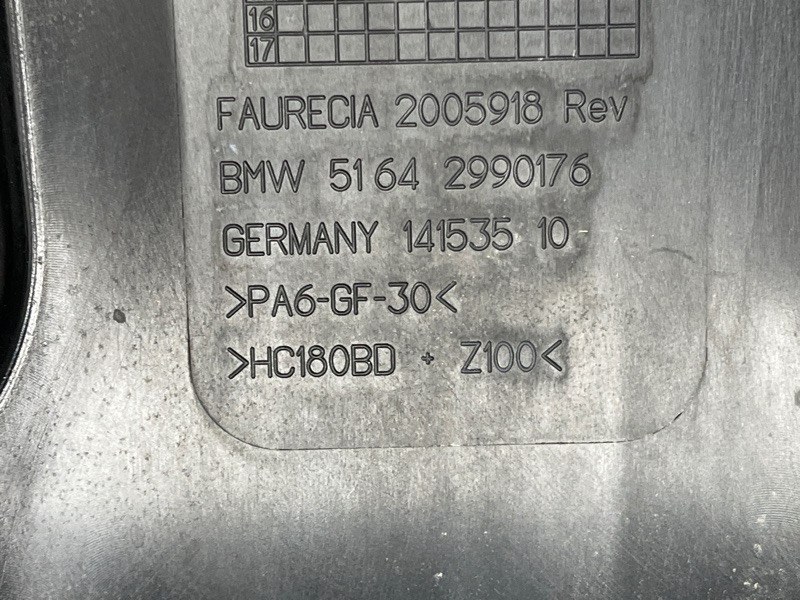 16
17
FAURECIA 2005918 Rev
BMW 5164 2990176
GERMANY 141535 10
>PA6-GF-30<
>HC180BD + Z100<